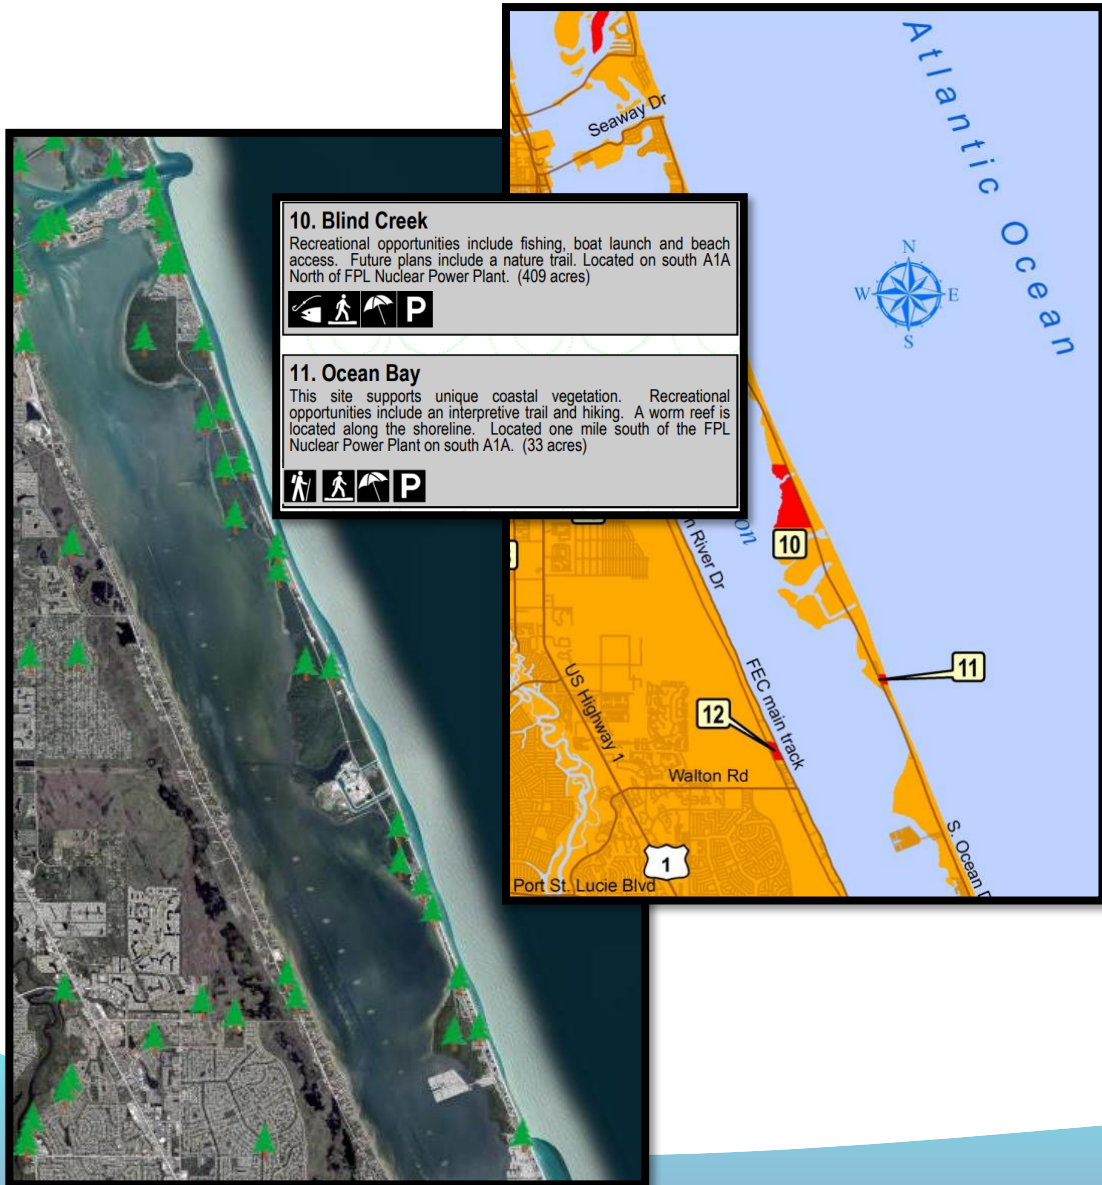 Atlantic Ocean
Seaway Dr
N
W
E
S
10. Blind Creek
Recreational opportunities include fishing, boat launch and beach
access. Future plans include a nature trail. Located on south A1A
North of FPL Nuclear Power Plant. (409 acres)
P
11. Ocean Bay
This site supports unique coastal vegetation. Recreational
opportunities include an interpretive trail and hiking. A worm reef is
located along the shoreline. Located one mile south of the FPL
Nuclear Power Plant on south A1A. (33 acres)
P
10
on
n River Dr
11
12
FEC main track
US Highway 1
Walton Rd
1
Port St. Lucie Blvd
S. Ocean D